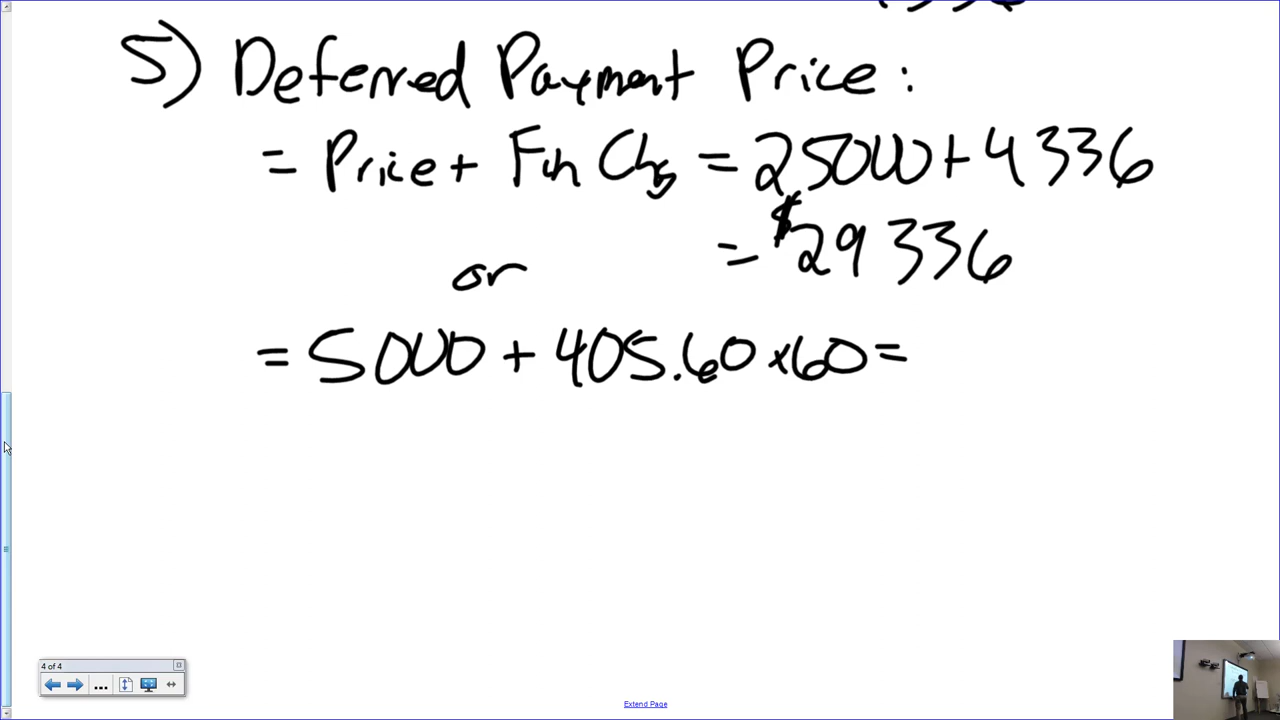 5) Deferred Payment Price:
= Price + Fin Chg = 25000 + 4336
= $29336
or
= 5000 + 405.60 x 60 =
4 of 4
...
Extend Page